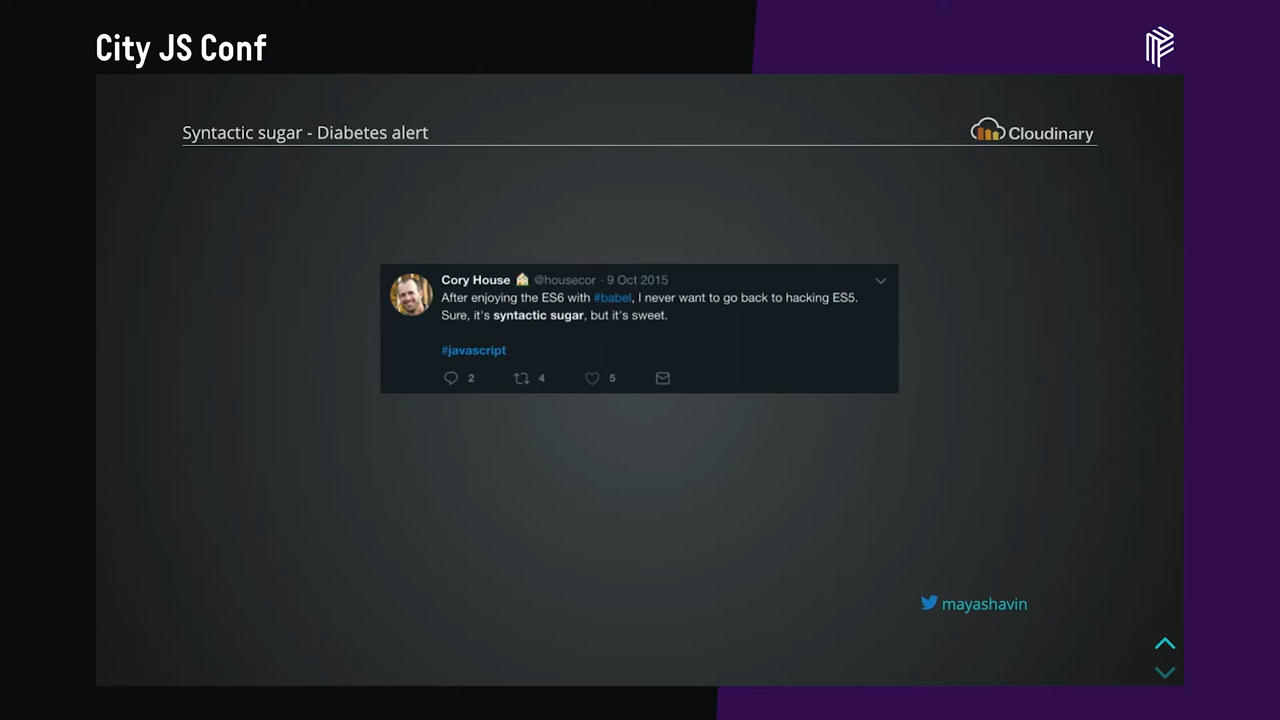 City JS Conf
Syntactic sugar - Diabetes alert
Cloudinary
Cory House @housecor · 9 Oct 2015
After enjoying the ES6 with #babel, I never want to go back to hacking ES5.
Sure, it's syntactic sugar, but it's sweet.
#javascript
2 4 5
mayashavin